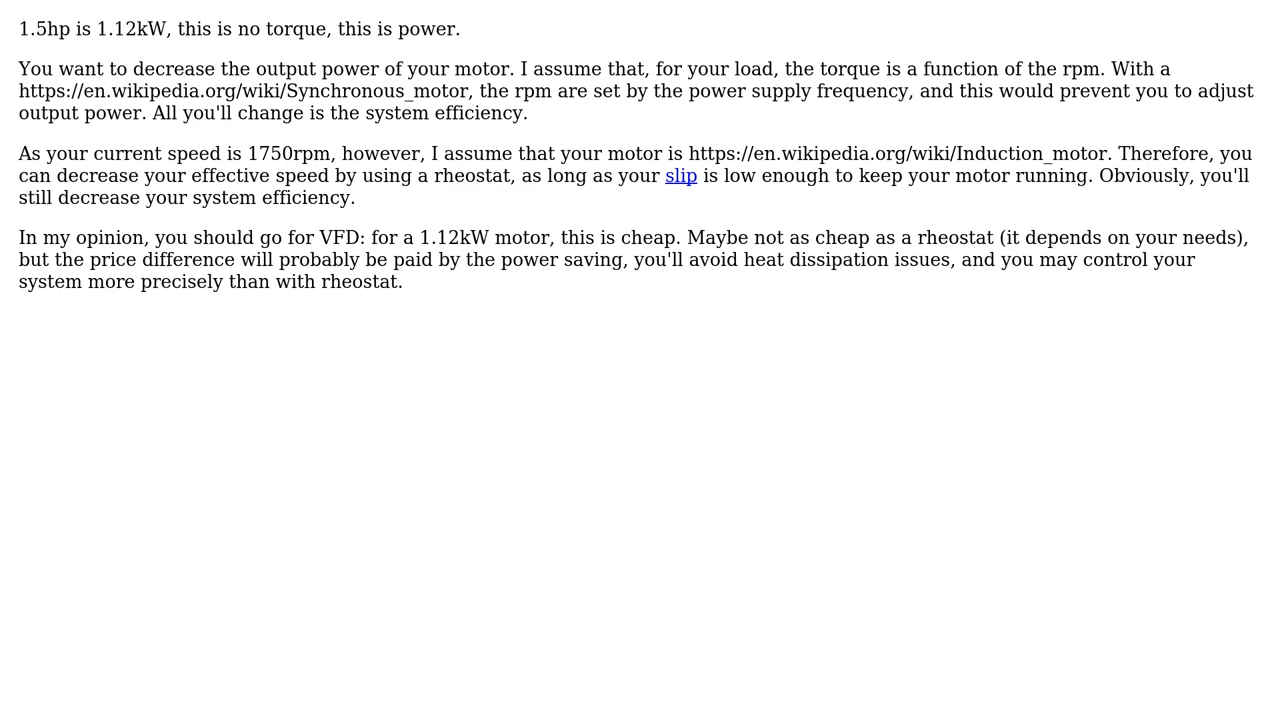 1.5hp is 1.12kW, this is no torque, this is power.
You want to decrease the output power of your motor. I assume that, for your load, the torque is a function of the rpm. With a
https://en.wikipedia.org/wiki/Synchronous_motor, the rpm are set by the power supply frequency, and this would prevent you to adjust
output power. All you'll change is the system efficiency.
As your current speed is 1750rpm, however, I assume that your motor is https://en.wikipedia.org/wiki/Induction_motor. Therefore, you
can decrease your effective speed by using a rheostat, as long as your slip is low enough to keep your motor running. Obviously, you'll
still decrease your system efficiency.
In my opinion, you should go for VFD: for a 1.12kW motor, this is cheap. Maybe not as cheap as a rheostat (it depends on your needs),
but the price difference will probably be paid by the power saving, you'll avoid heat dissipation issues, and you may control your
system more precisely than with rheostat.